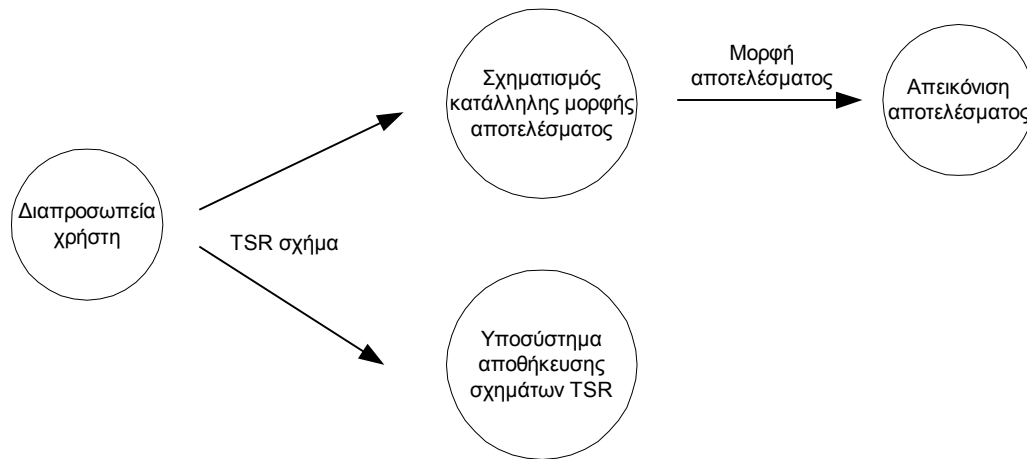 Διαπροσωπεία
χρήστη
TSR σχήμα
Σχηματισμός
κατάλληλης μορφής
αποτελέσματος
Μορφή
αποτελέσματος
Απεικόνιση
αποτελέσματος
Υποσύστημα
αποθήκευσης
σχημάτων TSR